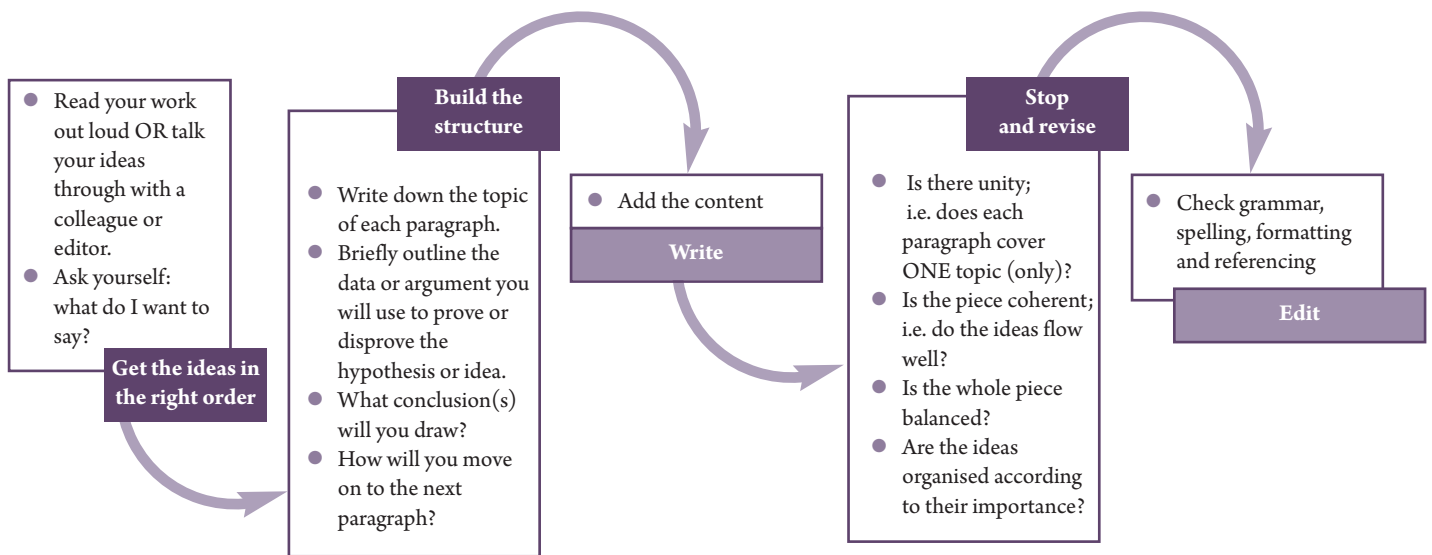 Read your work
out loud OR talk
your ideas
through with a
colleague or
editor.
Ask yourself:
what do I want to
say?
Get the ideas in
the right order
Build the
structure
Write down the topic
of each paragraph.
Briefly outline the
data or argument you
will use to prove or
disprove the
hypothesis or idea.
What conclusion(s)
will you draw?
How will you move
on to the next
paragraph?
Add the content
Write
Stop
and revise
Is there unity;
i.e. does each
paragraph cover
ONE topic (only)?
Is the piece coherent;
i.e. do the ideas flow
well?
Is the whole piece
balanced?
Are the ideas
organised according
to their importance?
Check grammar,
spelling, formatting
and referencing
Edit